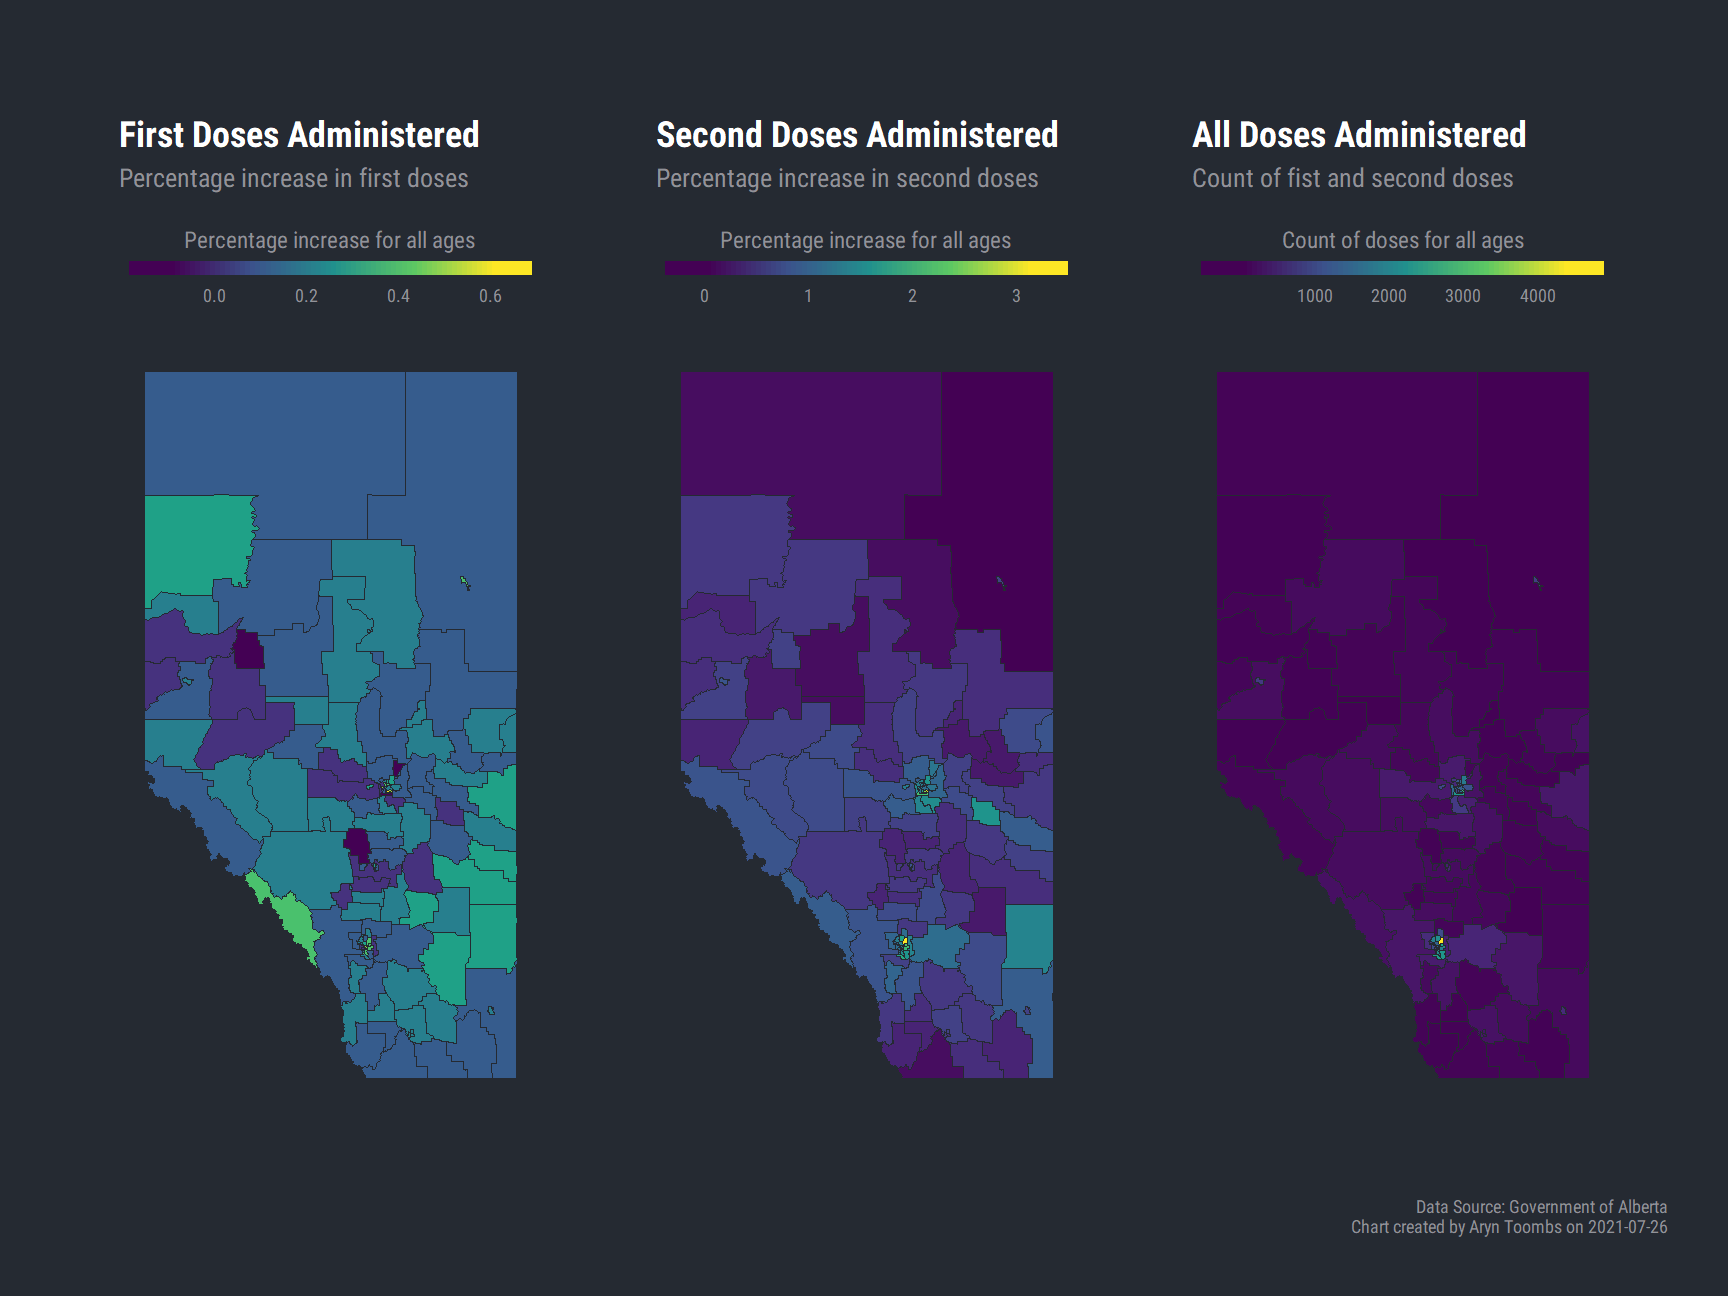 First Doses Administered
Percentage increase in first doses
Percentage increase for all ages
0.0 0.2 0.4 0.6
Second Doses Administered
Percentage increase in second doses
Percentage increase for all ages
0 1 2 3
All Doses Administered
Count of fist and second doses
Count of doses for all ages
1000 2000 3000 4000
Data Source: Government of Alberta
Chart created by Aryn Toombs on 2021-07-26